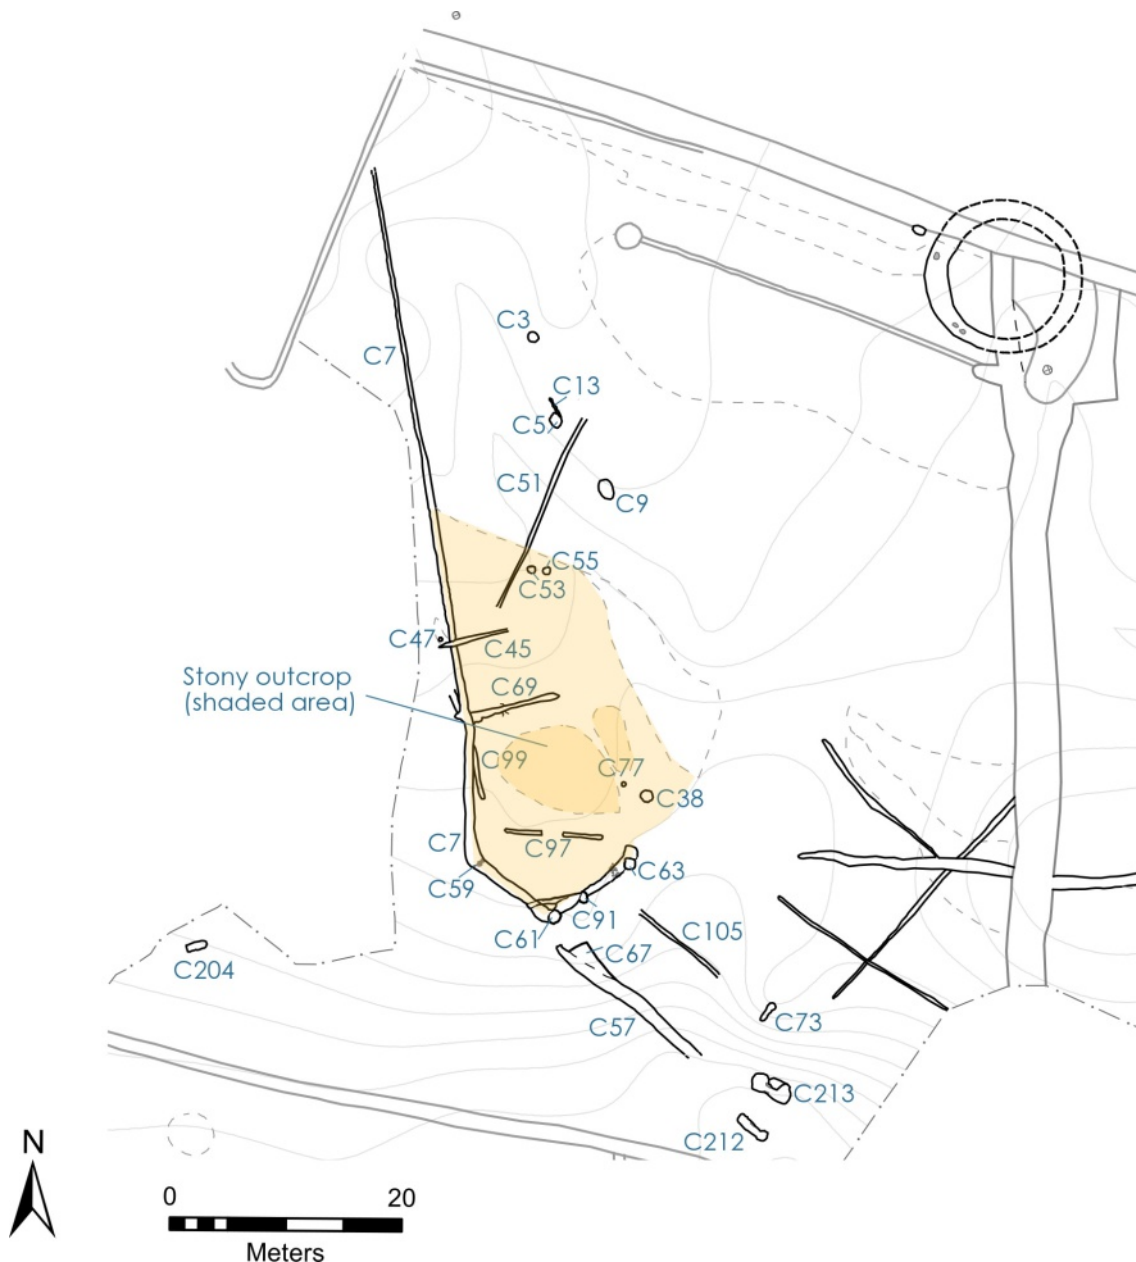 C3
C7
C13
C5
C51
C9
C55
C53
C47
C45
Stony outcrop
(shaded area)
C69
C99
C77
C38
C7
C97
C59
C63
C91
C61
C67
C105
C204
C57
C73
C213
C212
N
0 20
Meters